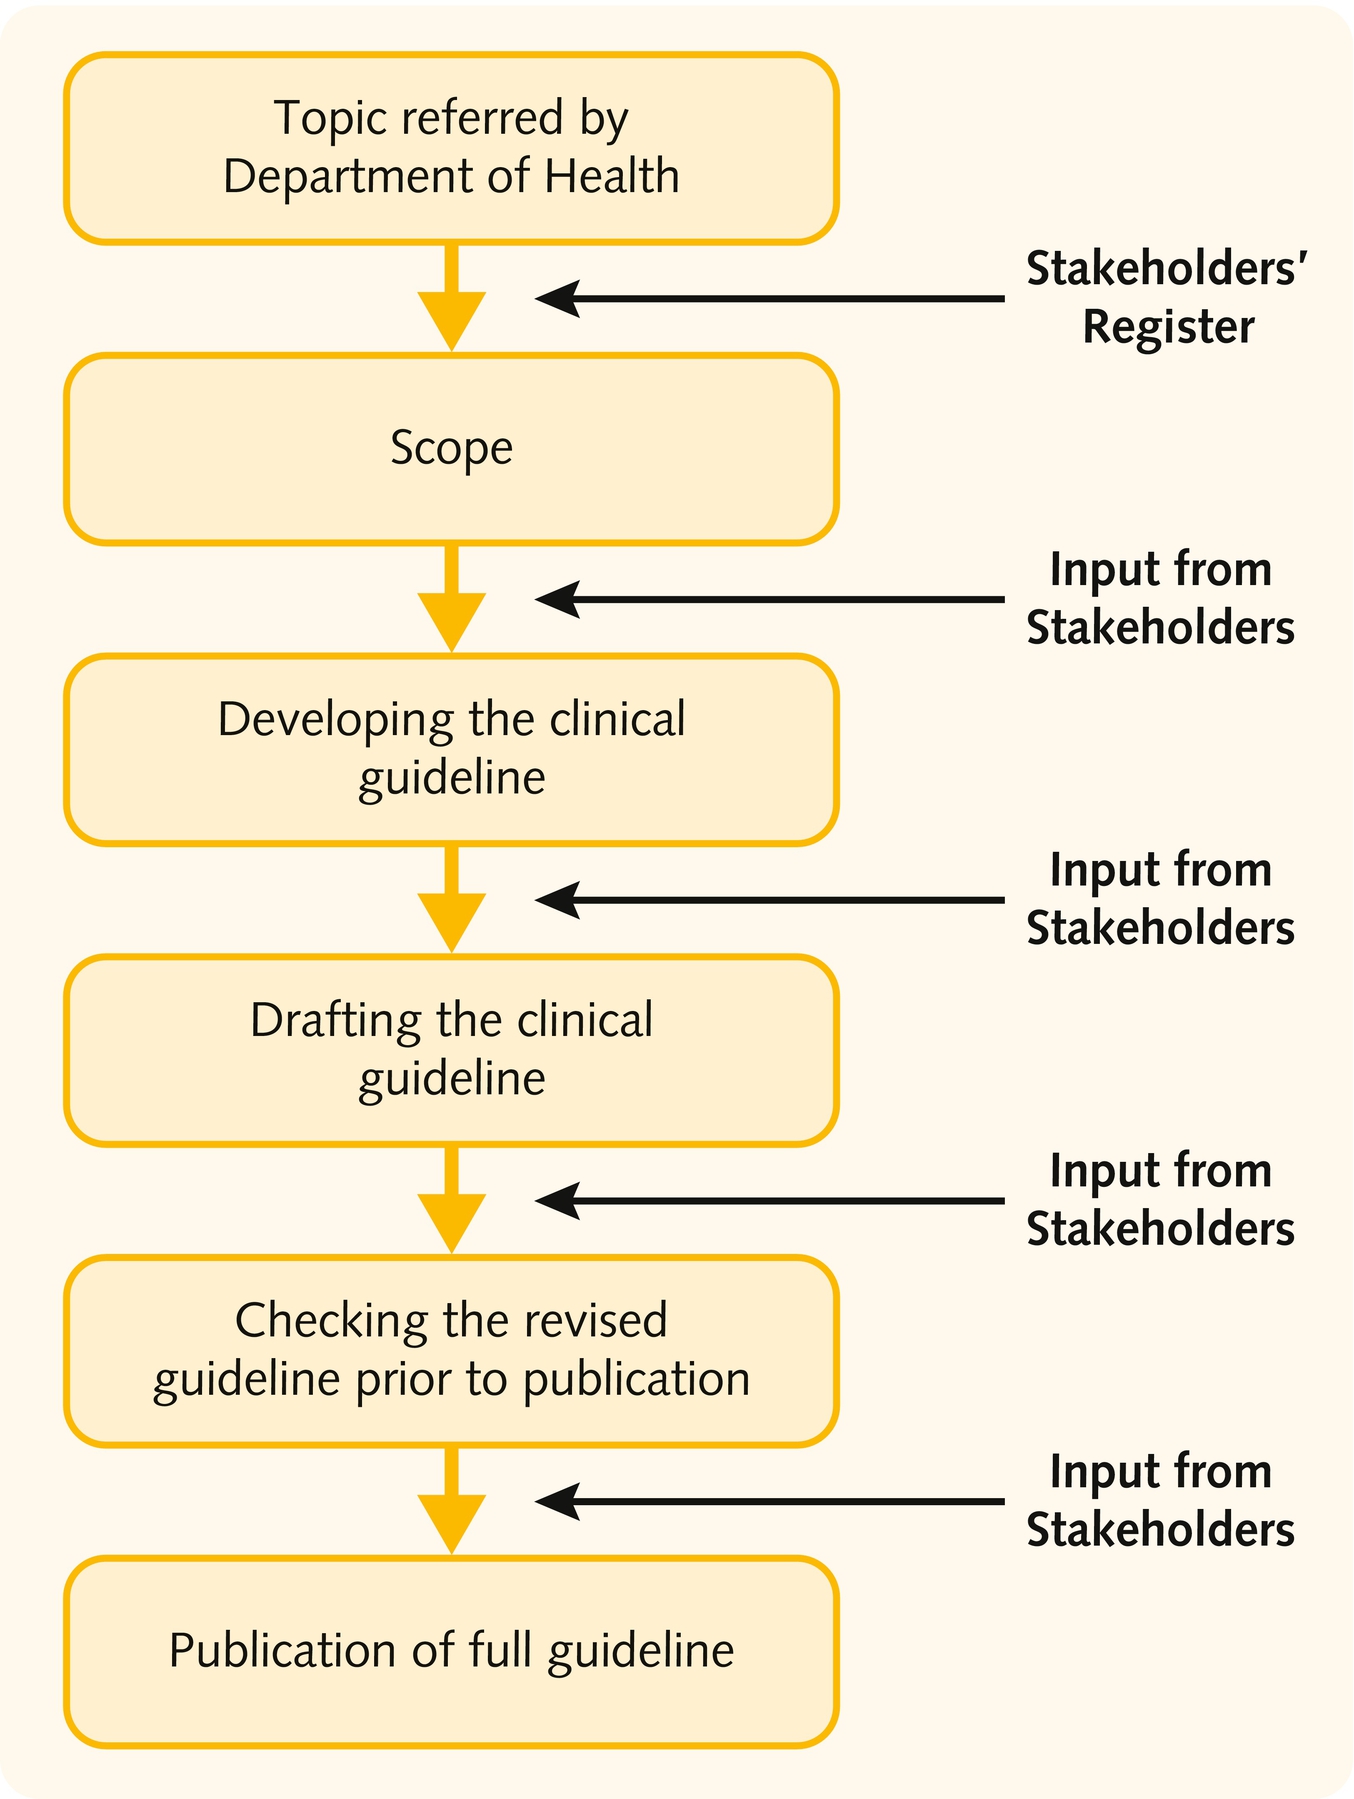 Topic referred by
Department of Health
Stakeholders’
Register
Scope
Input from
Stakeholders
Developing the clinical
guideline
Input from
Stakeholders
Drafting the clinical
guideline
Input from
Stakeholders
Checking the revised
guideline prior to publication
Input from
Stakeholders
Publication of full guideline